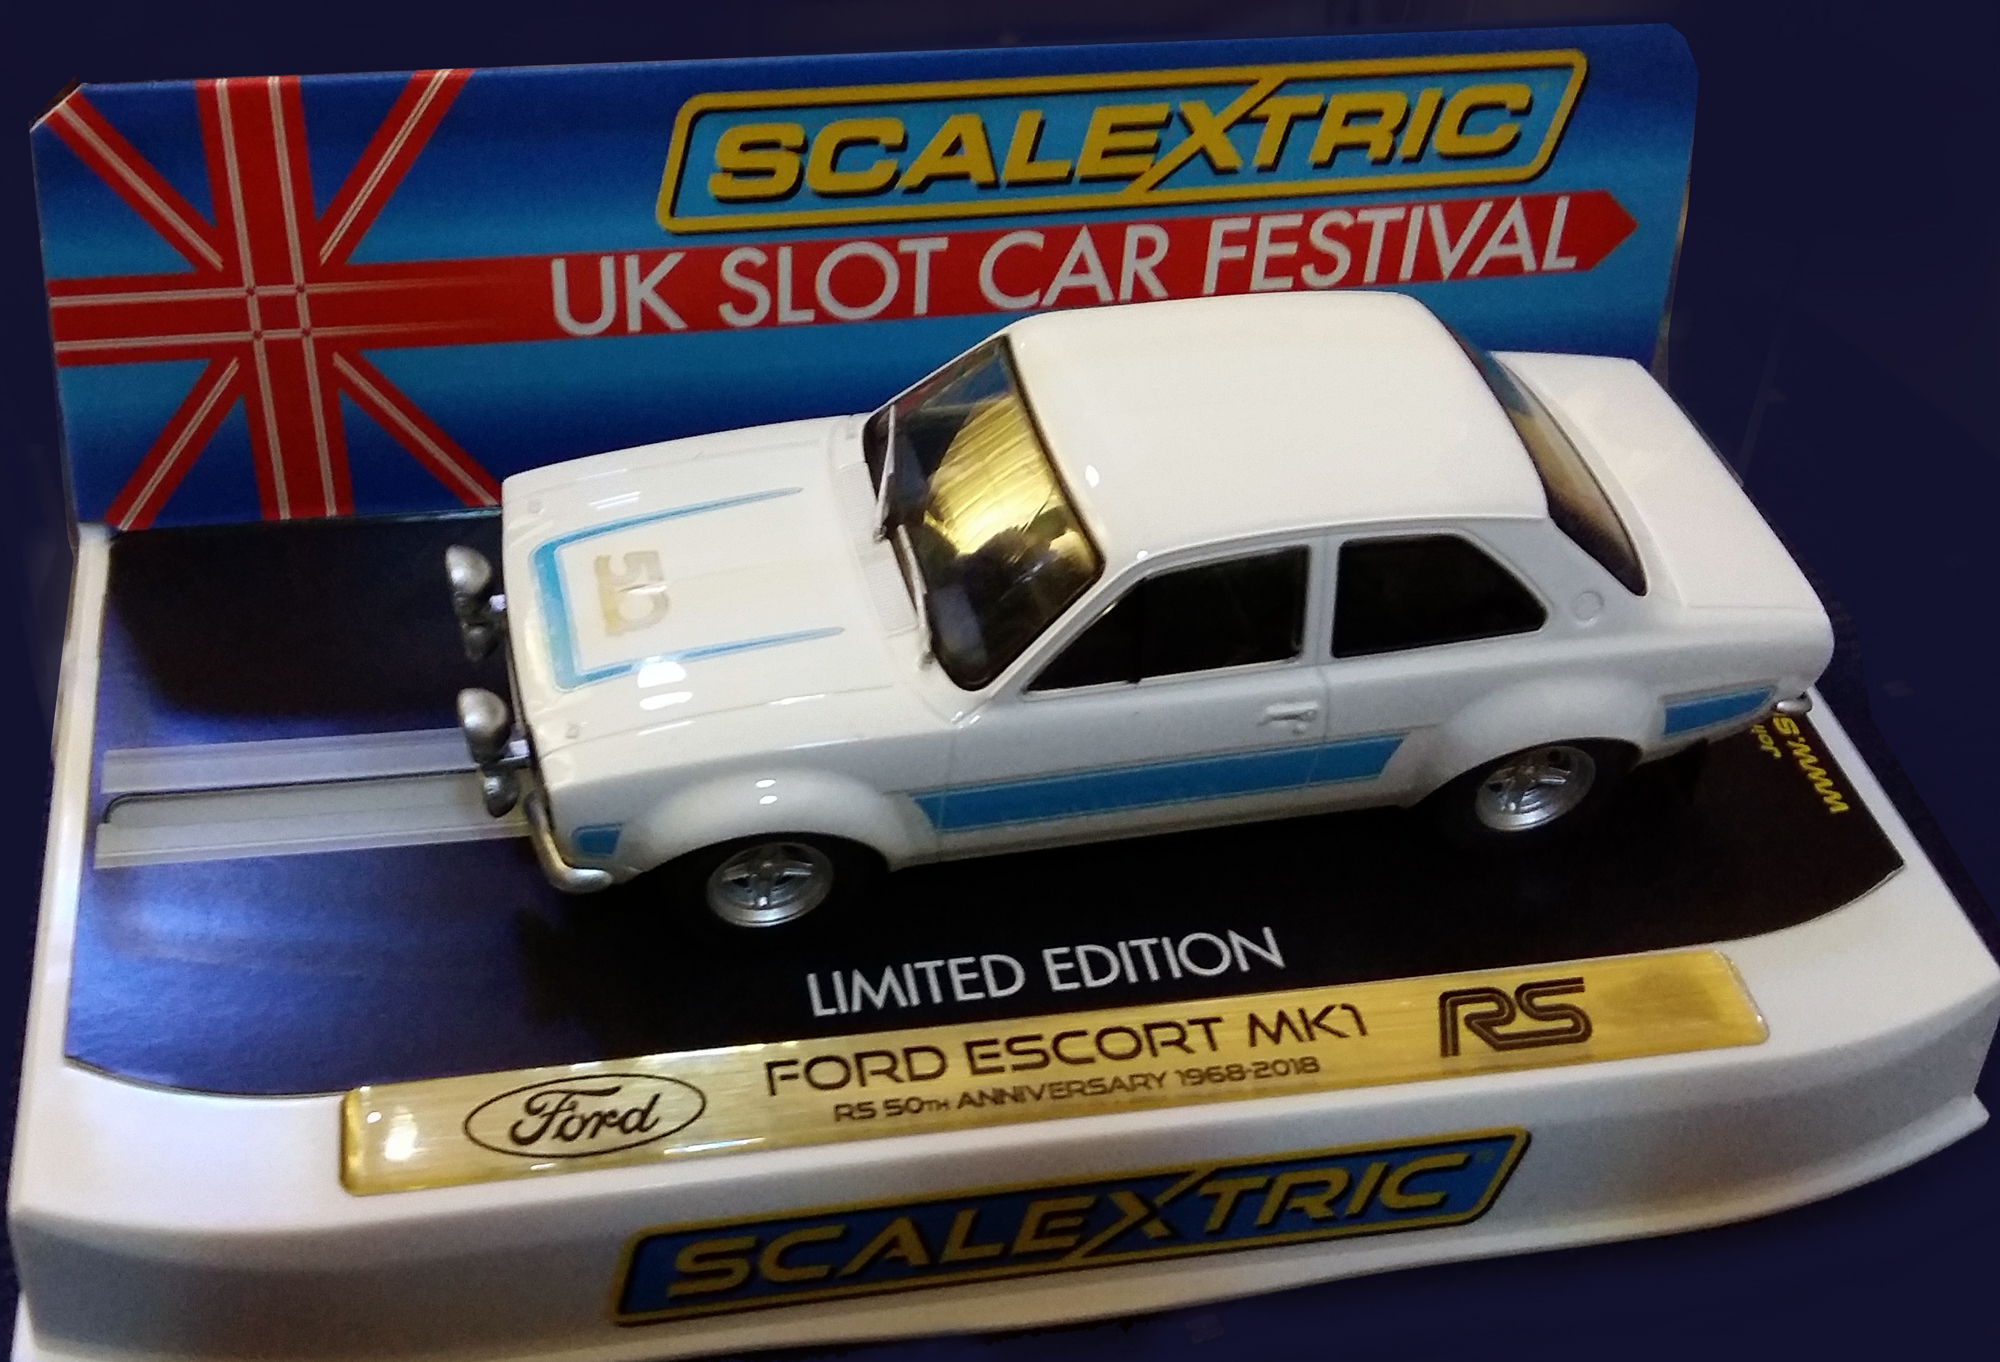 SCALEXTRIC
UK SLOT CAR FESTIVAL
50
LIMITED EDITION
Ford
FORD ESCORT MK1
RS 50TH ANNIVERSARY 1968-2018
RS
SCALEXTRIC